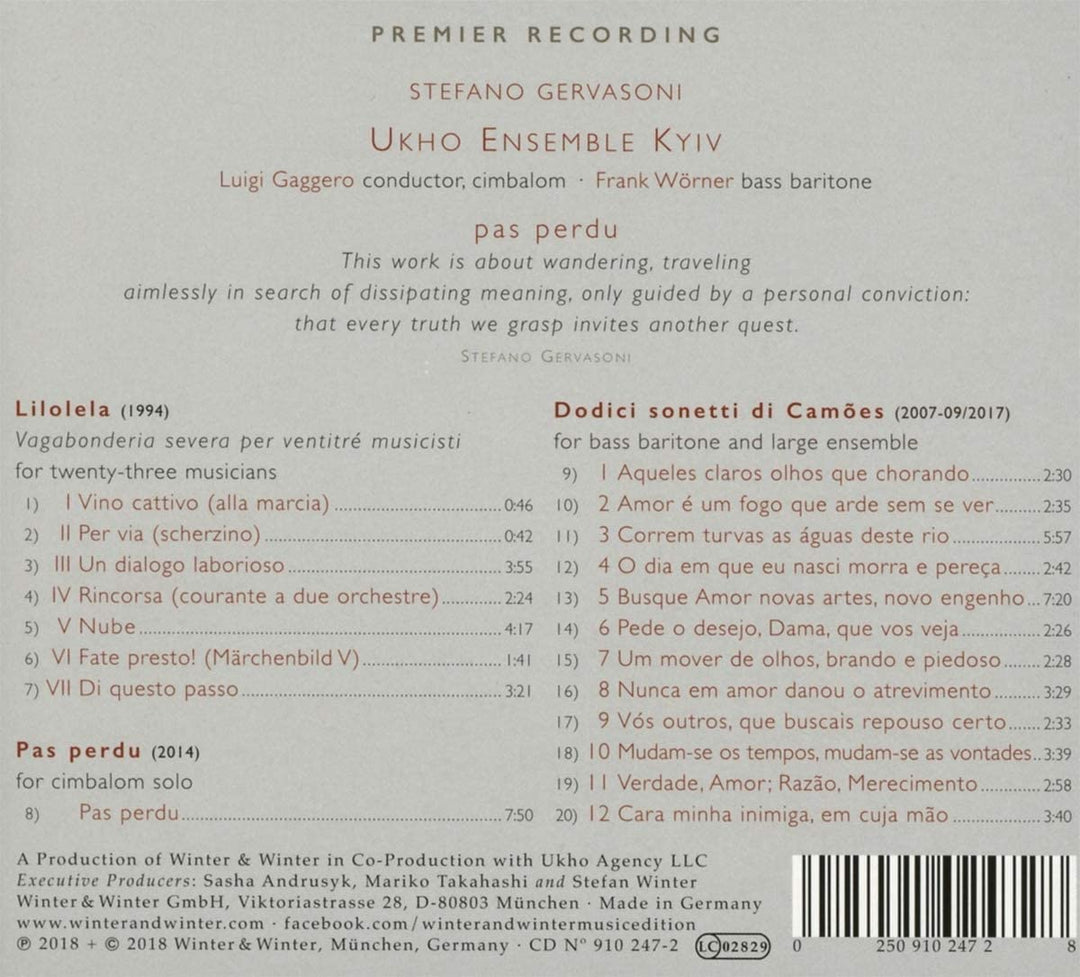 PREMIER RECORDING
STEFANO GERVASONI
UKHO ENSEMBLE KYIV
Luigi Gaggero conductor, cimbalom · Frank Wörner bass baritone
pas perdu
This work is about wandering, traveling
aimlessly in search of dissipating meaning, only guided by a personal conviction:
that every truth we grasp invites another quest.
STEFANO GERVASONI
Lilolela (1994)
Vagabonderia severa per ventitré musicisti
for twenty-three musicians
1) I Vino cattivo (alla marcia) 0:46
2) II Per via (scherzino) 0:42
3) III Un dialogo laborioso 3:55
4) IV Rincorsa (courante a due orchestre) 2:24
5) V Nube 4:17
6) VI Fate presto! (Märchenbild V) 1:41
7) VII Di questo passo 3:21
Pas perdu (2014)
for cimbalom solo
8) Pas perdu 7:50
Dodici sonetti di Camões (2007-09/2017)
for bass baritone and large ensemble
9) 1 Aqueles claros olhos que chorando 2:30
10) 2 Amor é um fogo que arde sem se ver 2:35
11) 3 Correm turvas as águas deste rio 5:57
12) 4 O dia em que eu nasci morra e pereça 2:42
13) 5 Busque Amor novas artes, novo engenho 7:20
14) 6 Pede o desejo, Dama, que vos veja 2:26
15) 7 Um mover de olhos, brando e piedoso 2:28
16) 8 Nunca em amor danou o atrevimento 3:29
17) 9 Vós outros, que buscais repouso certo 2:33
18) 10 Mudam-se os tempos, mudam-se as vontades 3:39
19) 11 Verdade, Amor; Razão, Merecimento 2:58
20) 12 Cara minha inimiga, em cuja mão 3:40
A Production of Winter & Winter in Co-Production with Ukho Agency LLC
Executive Producers: Sasha Andrusyk, Mariko Takahashi and Stefan Winter
Winter & Winter GmbH, Viktoriastrasse 28, D-80803 München · Made in Germany
www.winterandwinter.com · facebook.com/winterandwintermusicedition
℗ 2018 + © 2018 Winter & Winter, München, Germany · CD Nº 910 247-2 LC 02829
0 250 910 247 2 8